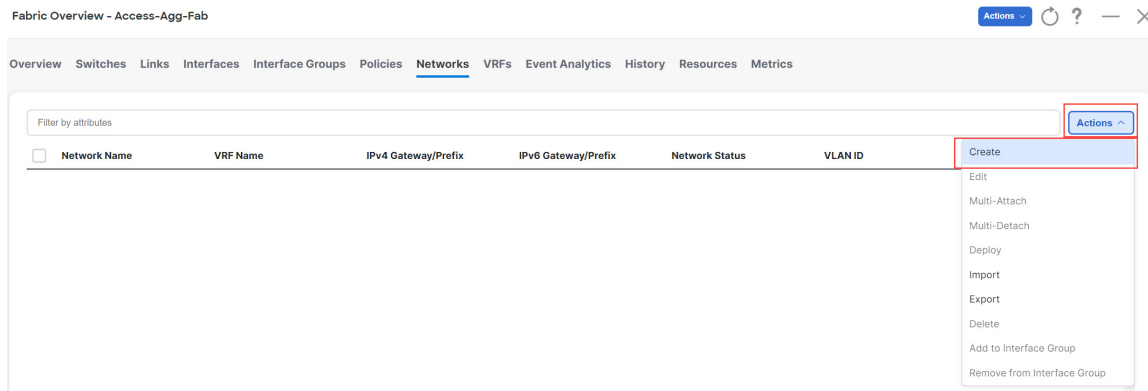 Fabric Overview - Access-Agg-Fab
Actions
?
Overview Switches Links Interfaces Interface Groups Policies Networks VRFs Event Analytics History Resources Metrics
Filter by attributes
Actions
Network Name VRF Name IPv4 Gateway/Prefix IPv6 Gateway/Prefix Network Status VLAN ID
Create
Edit
Multi-Attach
Multi-Detach
Deploy
Import
Export
Delete
Add to Interface Group
Remove from Interface Group